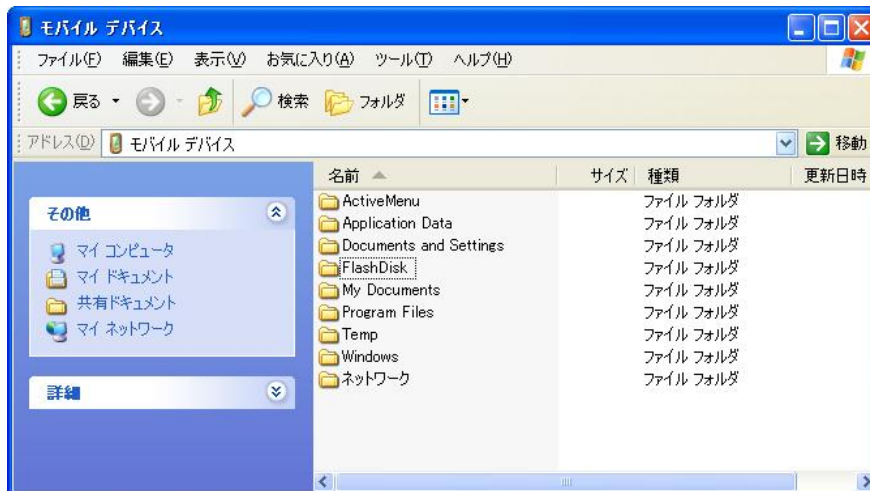 モバイル デバイス
ファイル(F) 編集(E) 表示(V) お気に入り(A) ツール(T) ヘルプ(H)
戻る 検索 フォルダ
アドレス(D) モバイル デバイス 移動
名前 サイズ 種類 更新日時
その他
マイ コンピュータ
マイ ドキュメント
共有ドキュメント
マイ ネットワーク
詳細
ActiveMenu ファイル フォルダ
Application Data ファイル フォルダ
Documents and Settings ファイル フォルダ
FlashDisk ファイル フォルダ
My Documents ファイル フォルダ
Program Files ファイル フォルダ
Temp ファイル フォルダ
Windows ファイル フォルダ
ネットワーク ファイル フォルダ